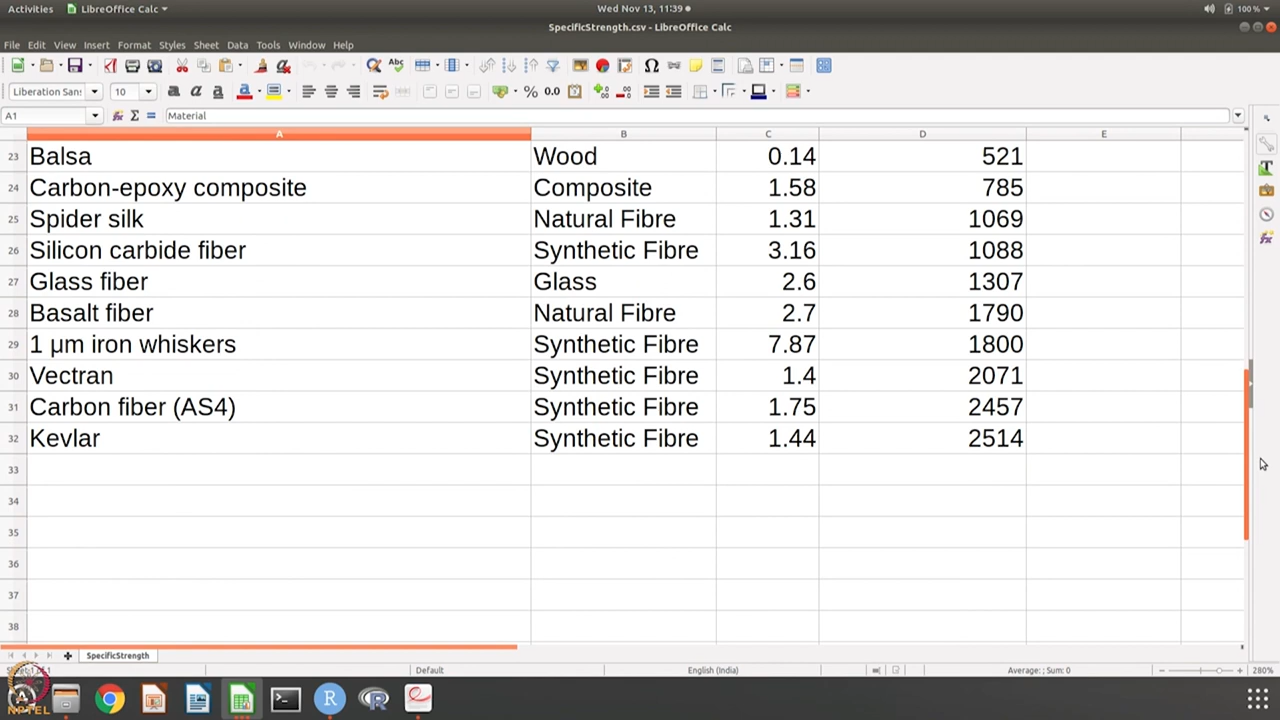 Activities LibreOffice Calc Wed Nov 13, 11:39 100 %
SpecificStrength.csv - LibreOffice Calc
File Edit View Insert Format Styles Sheet Data Tools Window Help
Liberation Sans 10
A1 Material
A B C D E
23 Balsa Wood 0.14 521
24 Carbon-epoxy composite Composite 1.58 785
25 Spider silk Natural Fibre 1.31 1069
26 Silicon carbide fiber Synthetic Fibre 3.16 1088
27 Glass fiber Glass 2.6 1307
28 Basalt fiber Natural Fibre 2.7 1790
29 1 μm iron whiskers Synthetic Fibre 7.87 1800
30 Vectran Synthetic Fibre 1.4 2071
31 Carbon fiber (AS4) Synthetic Fibre 1.75 2457
32 Kevlar Synthetic Fibre 1.44 2514
33
34
35
36
37
38
SpecificStrength
Default English (India) Average: ; Sum: 0 280%
NPTEL